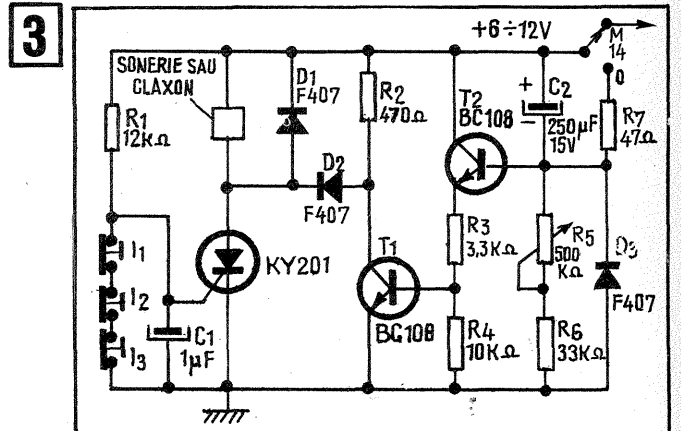 3
+6÷12V
M
14
0
SONERIE SAU
CLAXON
D1
F407
R2
470Ω
T2
BC108
+
C2
−
250μF
15V
R7
47Ω
R1
12KΩ
D2
F407
I1
I2
I3
KY201
T1
BC108
R3
3,3KΩ
R5
500
KΩ
D3
F407
C1
1μF
R4
10KΩ
R6
33KΩ